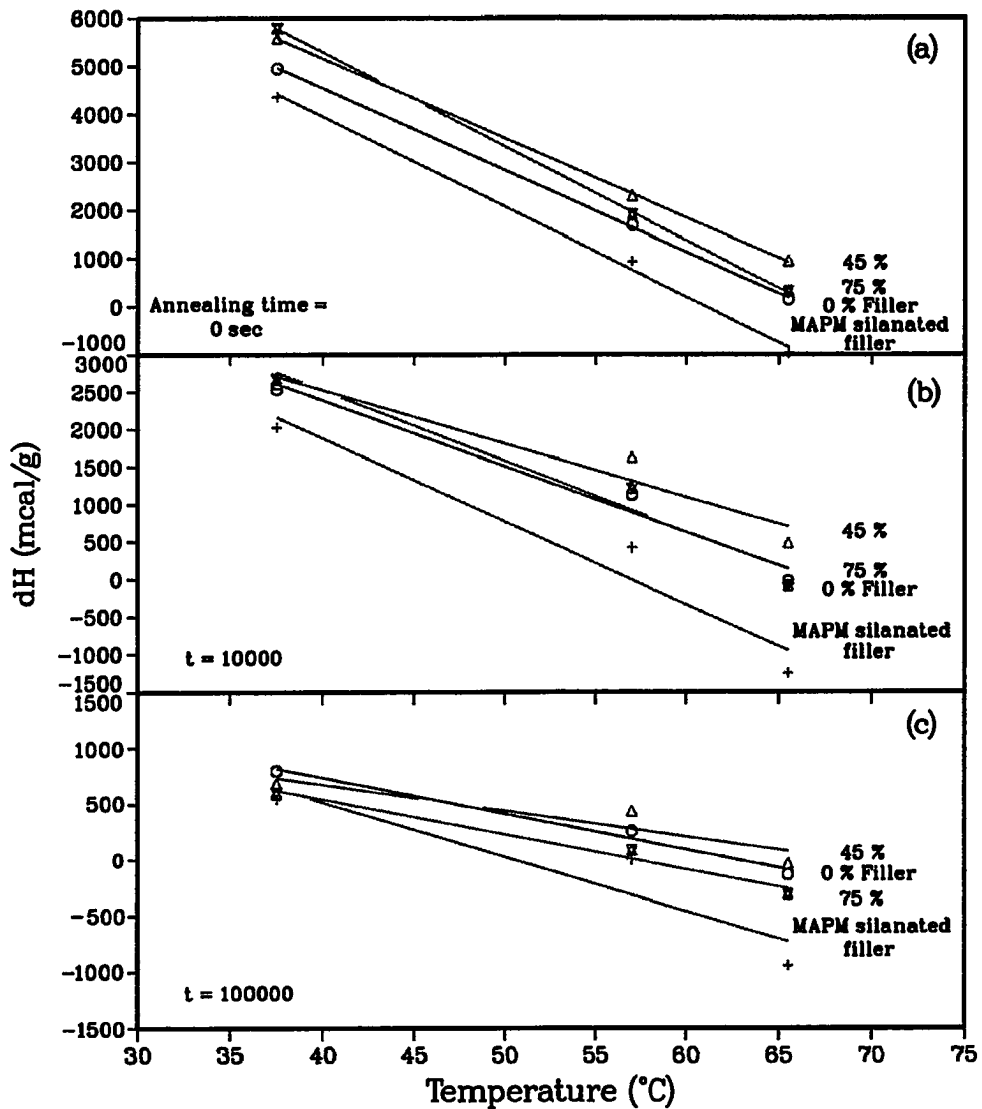 dH (mcal/g)
6000
5000
4000
3000
2000
1000
0
−1000
(a)
45 %
75 %
0 % Filler
MAPM silanated
filler
Annealing time =
0 sec
3000
2500
2000
1500
1000
500
0
−500
−1000
−1500
(b)
45 %
75 %
0 % Filler
MAPM silanated
filler
t = 10000
1500
1000
500
0
−500
−1000
−1500
(c)
45 %
0 % Filler
75 %
MAPM silanated
filler
t = 100000
30 35 40 45 50 55 60 65 70 75
Temperature (°C)